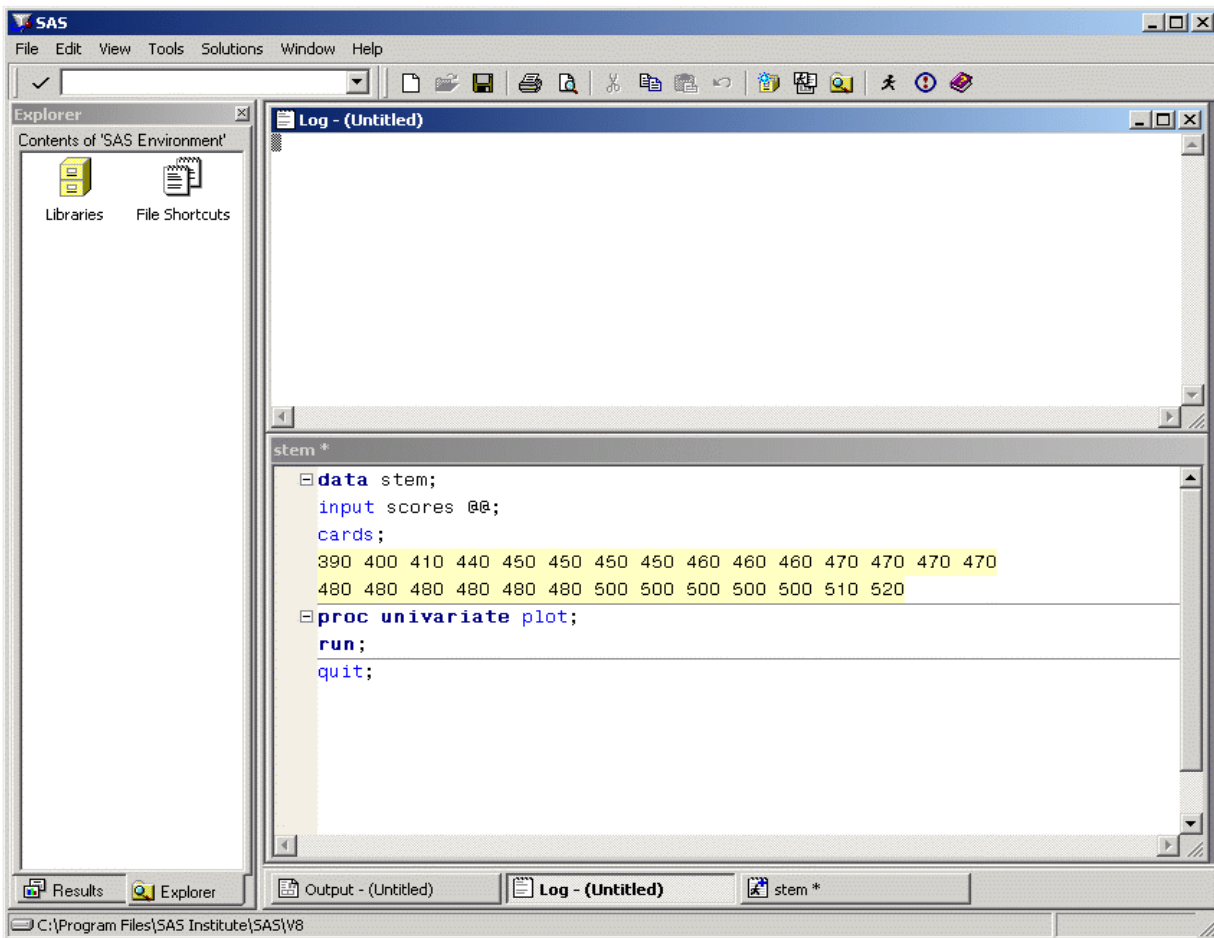 SAS
File Edit View Tools Solutions Window Help
Explorer
Contents of 'SAS Environment'
Libraries File Shortcuts
Log - (Untitled)
stem *
data stem;
input scores @@;
cards;
390 400 410 440 450 450 450 450 460 460 460 470 470 470 470
480 480 480 480 480 480 500 500 500 500 500 510 520
proc univariate plot;
run;
quit;
Results Explorer
Output - (Untitled) Log - (Untitled) stem *
C:\Program Files\SAS Institute\SAS\V8